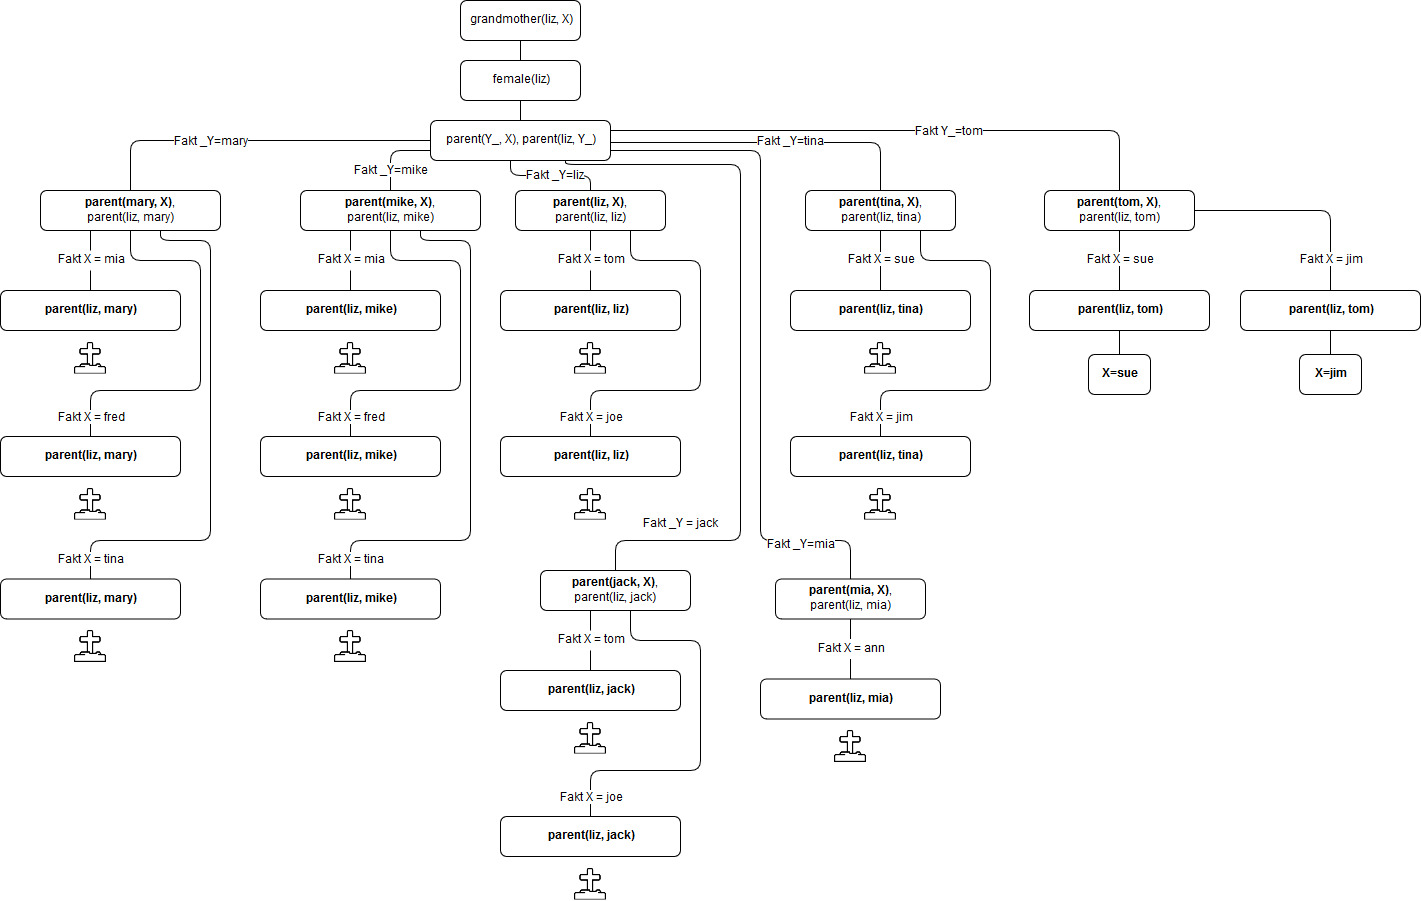 grandmother(liz, X)
female(liz)
parent(Y_, X), parent(liz, Y_)
Fakt _Y=mary
Fakt _Y=mike
Fakt _Y=liz
Fakt _Y=tina
Fakt Y_=tom
parent(mary, X),
parent(liz, mary)
parent(mike, X),
parent(liz, mike)
parent(liz, X),
parent(liz, liz)
parent(tina, X),
parent(liz, tina)
parent(tom, X),
parent(liz, tom)
Fakt X = mia
Fakt X = mia
Fakt X = tom
Fakt X = sue
Fakt X = sue
Fakt X = jim
parent(liz, mary)
parent(liz, mike)
parent(liz, liz)
parent(liz, tina)
parent(liz, tom)
parent(liz, tom)
X=sue
X=jim
Fakt X = fred
Fakt X = fred
Fakt X = joe
Fakt X = jim
parent(liz, mary)
parent(liz, mike)
parent(liz, liz)
parent(liz, tina)
Fakt _Y = jack
Fakt _Y=mia
Fakt X = tina
Fakt X = tina
parent(liz, mary)
parent(liz, mike)
parent(jack, X),
parent(liz, jack)
parent(mia, X),
parent(liz, mia)
Fakt X = tom
Fakt X = ann
parent(liz, jack)
parent(liz, mia)
Fakt X = joe
parent(liz, jack)